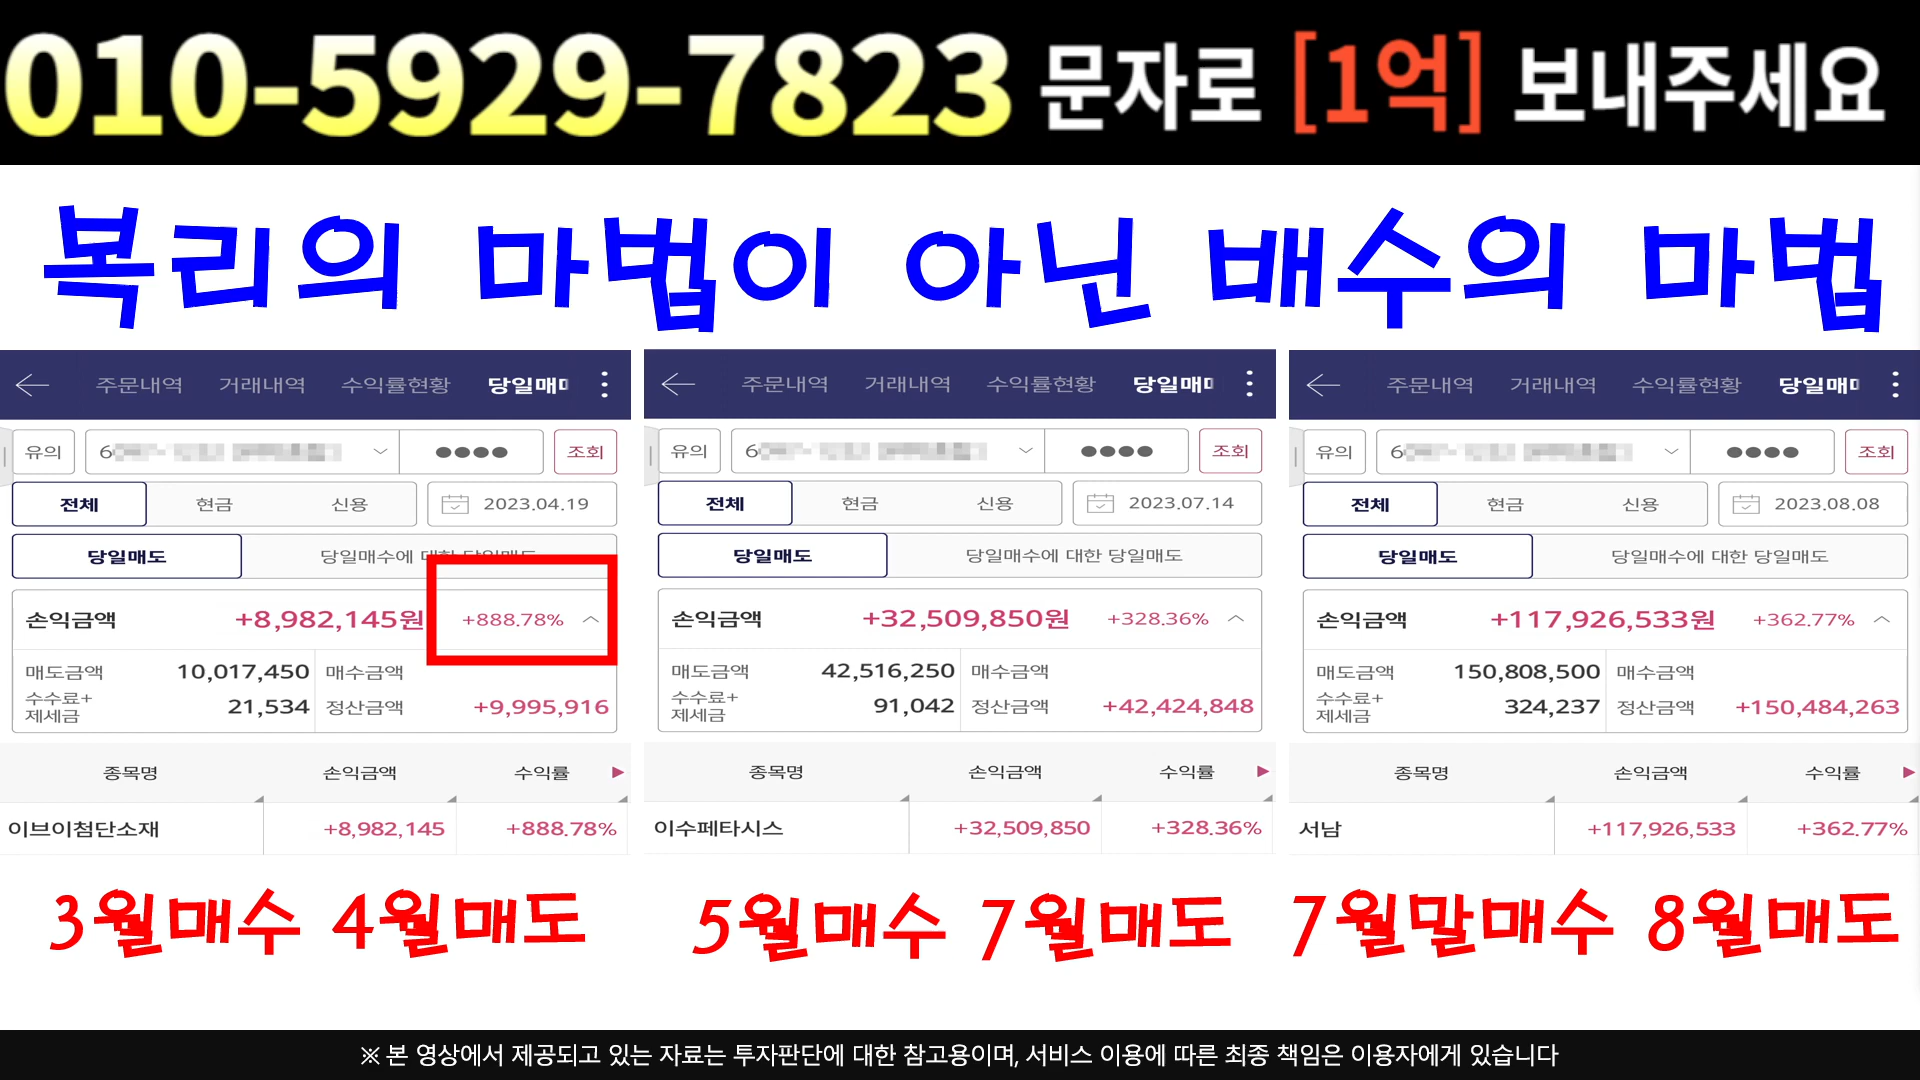 010-5929-7823 문자로 [1억] 보내주세요
복리의 마법이 아닌 배수의 마법
주문내역 거래내역 수익률현황 당일매
유의 6 ●●●● 조회
전체 현금 신용 2023.04.19
당일매도 당일매수에 대한 당일매도
손익금액 +8,982,145원 +888.78%
매도금액 10,017,450 매수금액
수수료+
제세금 21,534 정산금액 +9,995,916
종목명 손익금액 수익률
이브이첨단소재 +8,982,145 +888.78%
3월매수 4월매도
주문내역 거래내역 수익률현황 당일매
유의 6 ●●●● 조회
전체 현금 신용 2023.07.14
당일매도 당일매수에 대한 당일매도
손익금액 +32,509,850원 +328.36%
매도금액 42,516,250 매수금액
수수료+
제세금 91,042 정산금액 +42,424,848
종목명 손익금액 수익률
이수페타시스 +32,509,850 +328.36%
5월매수 7월매도
주문내역 거래내역 수익률현황 당일매
유의 6 ●●●● 조회
전체 현금 신용 2023.08.08
당일매도 당일매수에 대한 당일매도
손익금액 +117,926,533원 +362.77%
매도금액 150,808,500 매수금액
수수료+
제세금 324,237 정산금액 +150,484,263
종목명 손익금액 수익률
서남 +117,926,533 +362.77%
7월말매수 8월매도
※ 본 영상에서 제공되고 있는 자료는 투자판단에 대한 참고용이며, 서비스 이용에 따른 최종 책임은 이용자에게 있습니다